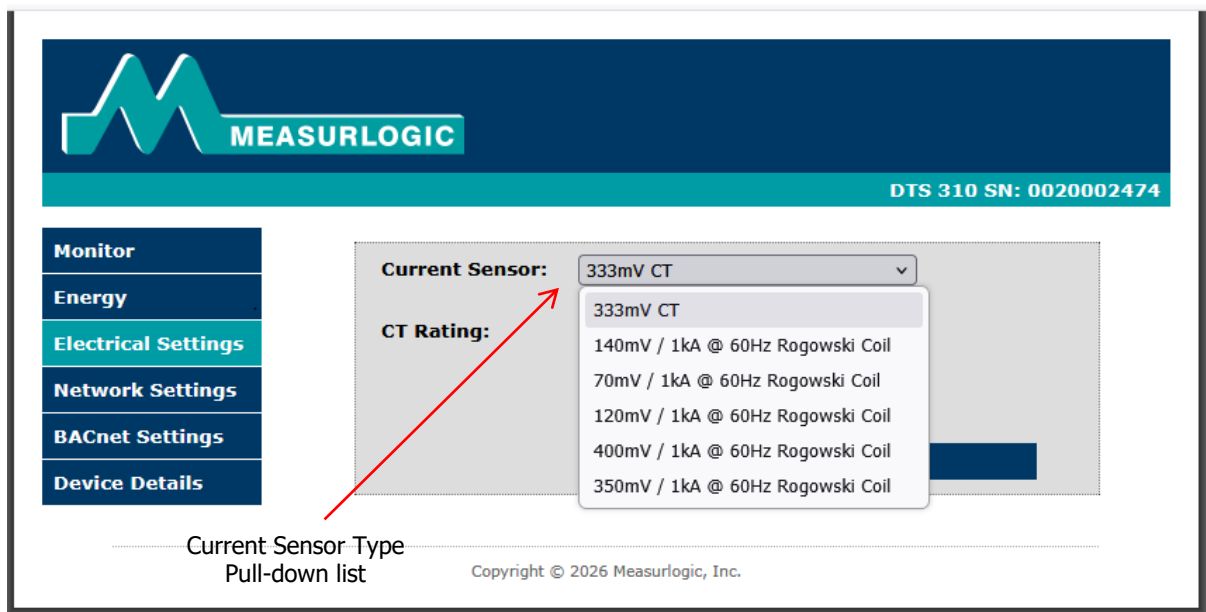 MEASURLOGIC
DTS 310 SN: 0020002474
Monitor
Energy
Electrical Settings
Network Settings
BACnet Settings
Device Details
Current Sensor:
333mV CT
CT Rating:
333mV CT
140mV / 1kA @ 60Hz Rogowski Coil
70mV / 1kA @ 60Hz Rogowski Coil
120mV / 1kA @ 60Hz Rogowski Coil
400mV / 1kA @ 60Hz Rogowski Coil
350mV / 1kA @ 60Hz Rogowski Coil
Current Sensor Type
Pull-down list
Copyright © 2026 Measurlogic, Inc.